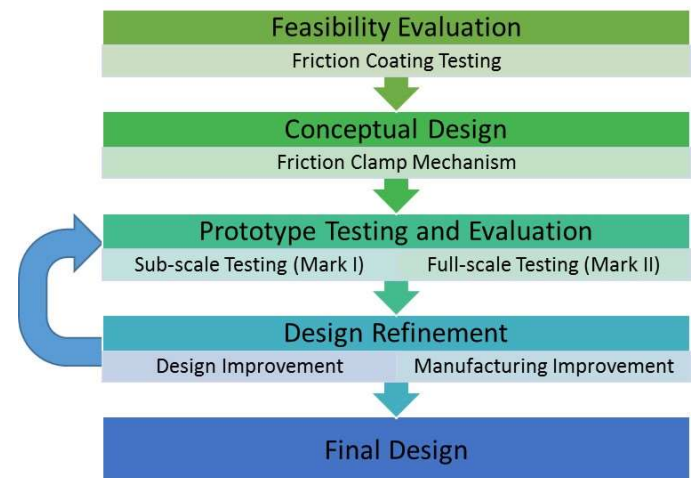 Feasibility Evaluation
Friction Coating Testing
Conceptual Design
Friction Clamp Mechanism
Prototype Testing and Evaluation
Sub-scale Testing (Mark I)
Full-scale Testing (Mark II)
Design Refinement
Design Improvement
Manufacturing Improvement
Final Design